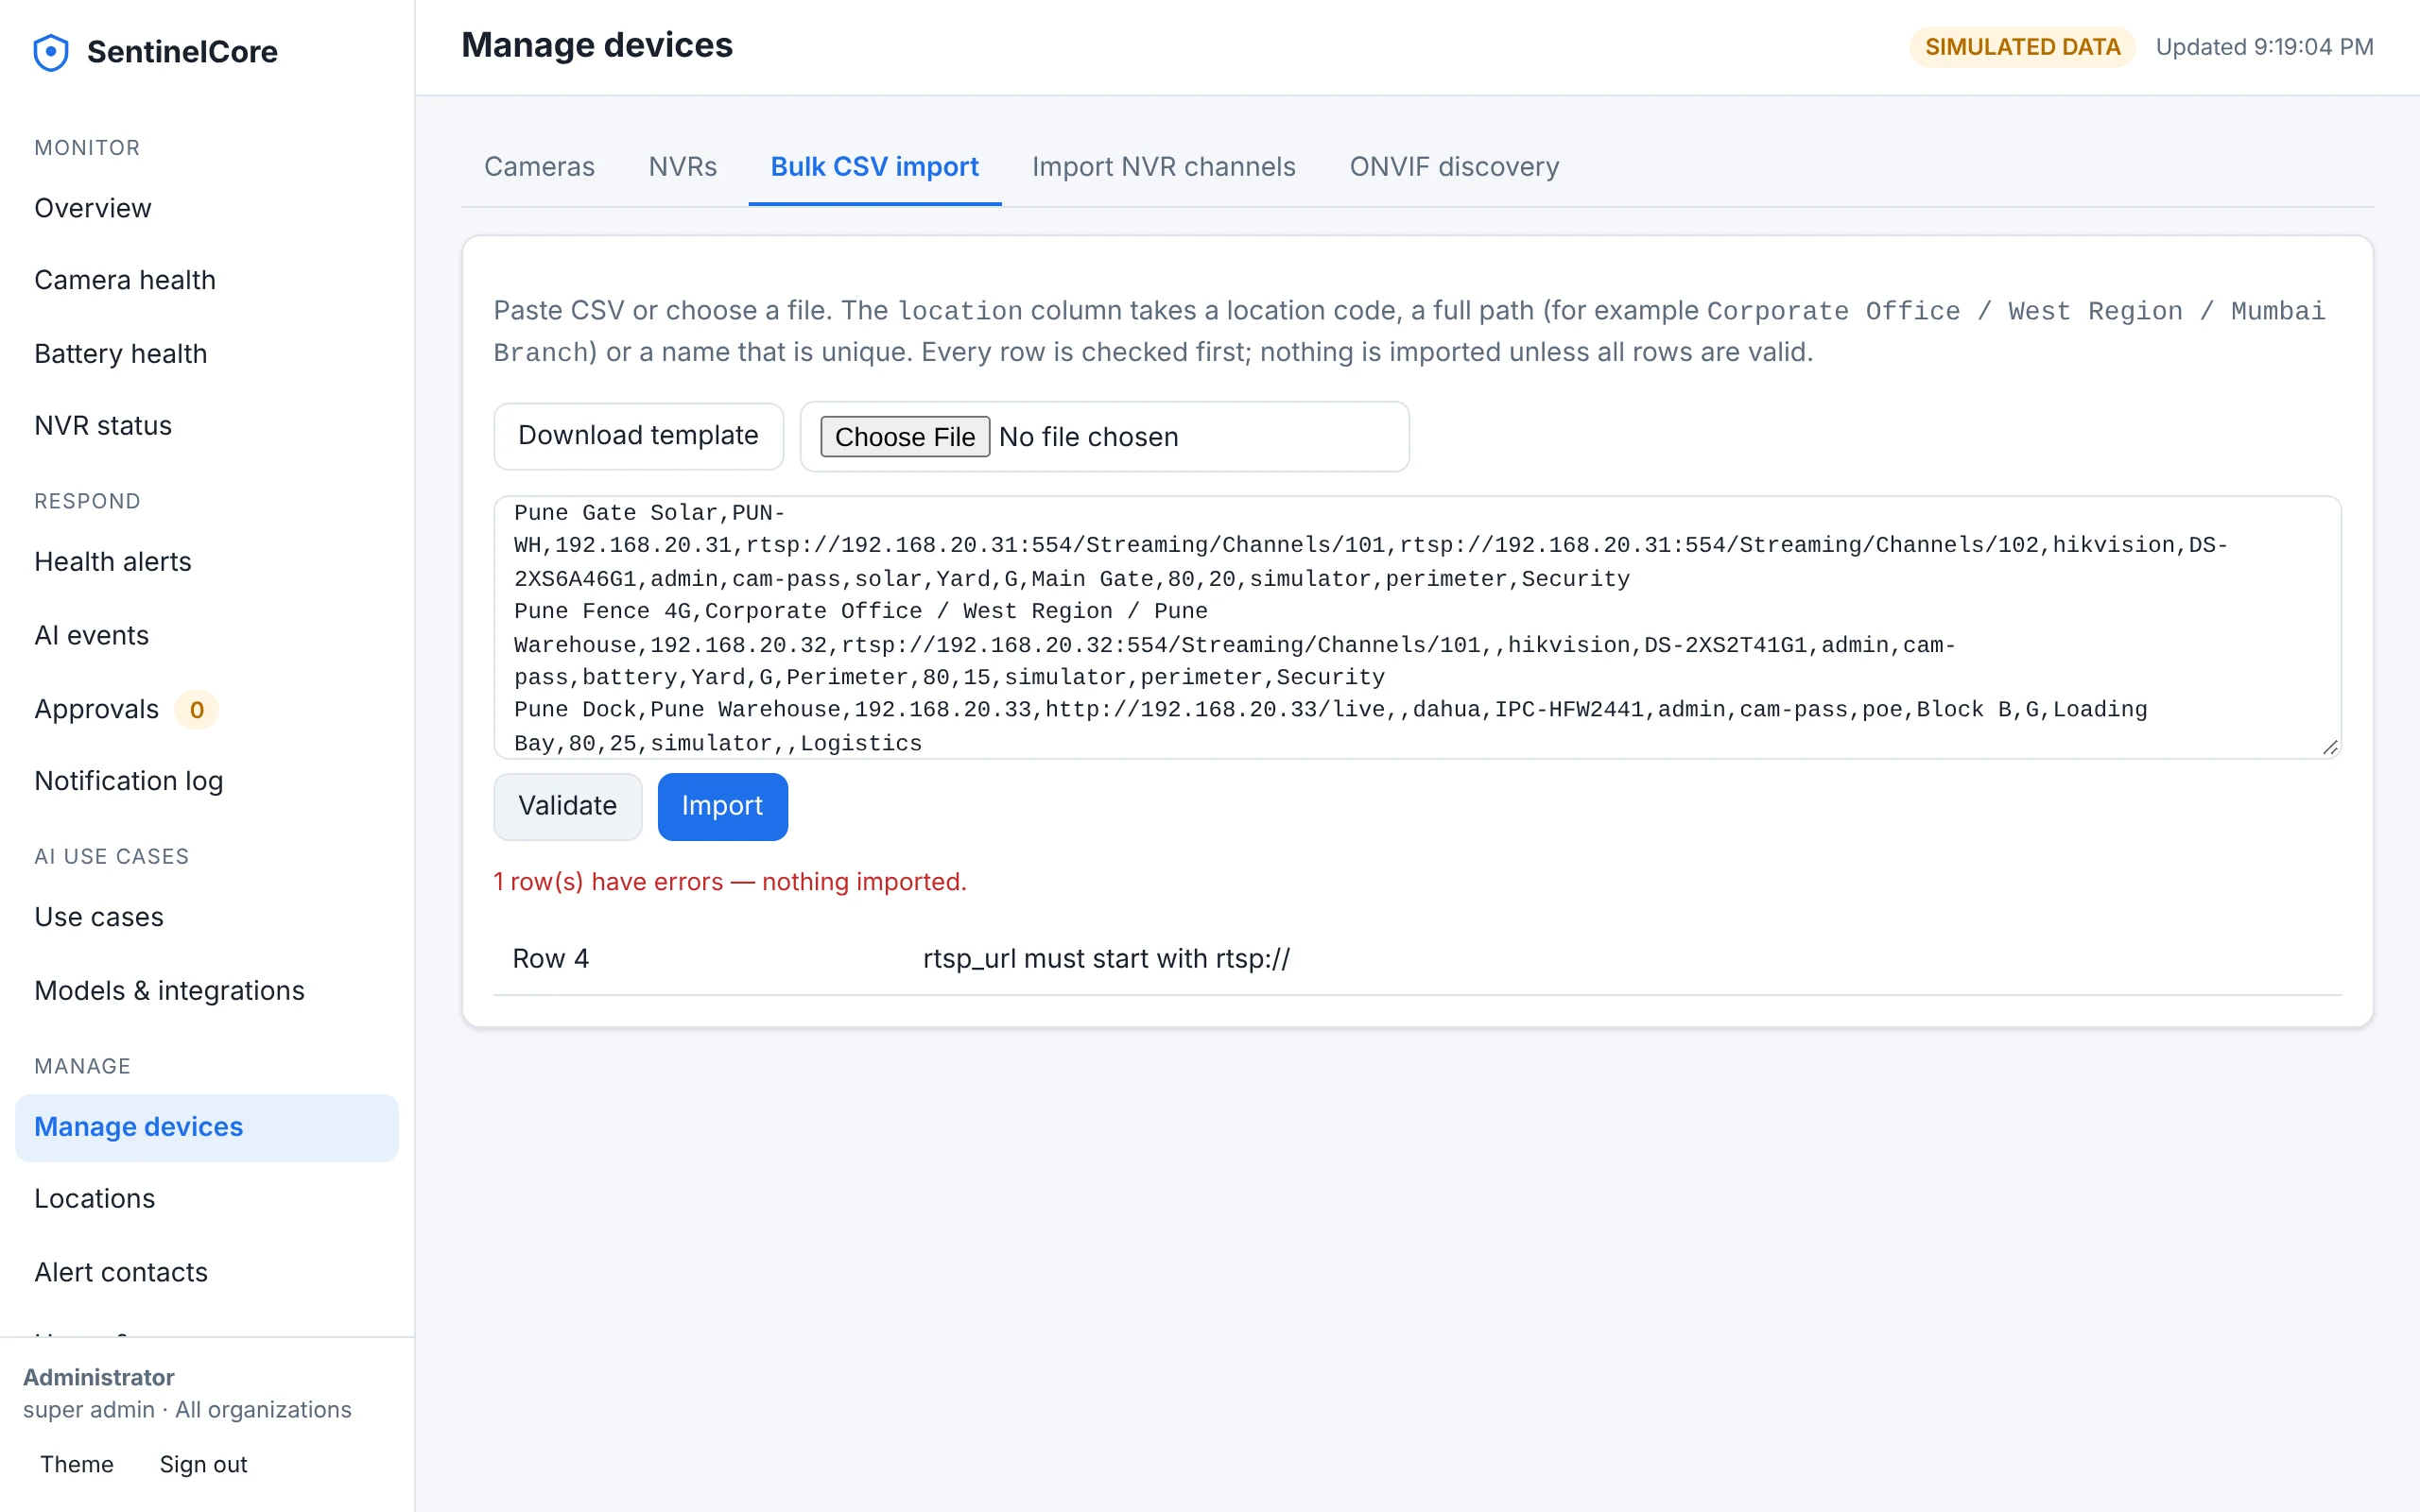 SentinelCore
MONITOR
Overview
Camera health
Battery health
NVR status
RESPOND
Health alerts
AI events
Approvals 0
Notification log
AI USE CASES
Use cases
Models & integrations
MANAGE
Manage devices
Locations
Alert contacts
Administrator
super admin · All organizations
Theme Sign out
Manage devices
SIMULATED DATA Updated 9:19:04 PM
Cameras NVRs Bulk CSV import Import NVR channels ONVIF discovery
Paste CSV or choose a file. The location column takes a location code, a full path (for example Corporate Office / West Region / Mumbai
Branch) or a name that is unique. Every row is checked first; nothing is imported unless all rows are valid.
Download template Choose File No file chosen
Pune Gate Solar,PUN-
WH,192.168.20.31,rtsp://192.168.20.31:554/Streaming/Channels/101,rtsp://192.168.20.31:554/Streaming/Channels/102,hikvision,DS-
2XS6A46G1,admin,cam-pass,solar,Yard,G,Main Gate,80,20,simulator,perimeter,Security
Pune Fence 4G,Corporate Office / West Region / Pune
Warehouse,192.168.20.32,rtsp://192.168.20.32:554/Streaming/Channels/101,,hikvision,DS-2XS2T41G1,admin,cam-
pass,battery,Yard,G,Perimeter,80,15,simulator,perimeter,Security
Pune Dock,Pune Warehouse,192.168.20.33,http://192.168.20.33/live,,dahua,IPC-HFW2441,admin,cam-pass,poe,Block B,G,Loading
Bay,80,25,simulator,,Logistics
Validate Import
1 row(s) have errors — nothing imported.
Row 4 rtsp_url must start with rtsp://